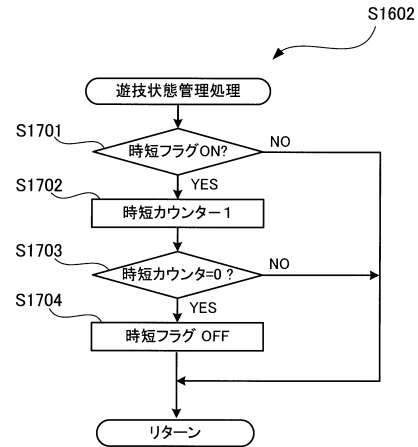 S1602
遊技状態管理処理
S1701
時短フラグON?
NO
YES
S1702
時短カウンター1
S1703
時短カウンタ=0 ?
NO
YES
S1704
時短フラグ OFF
リターン